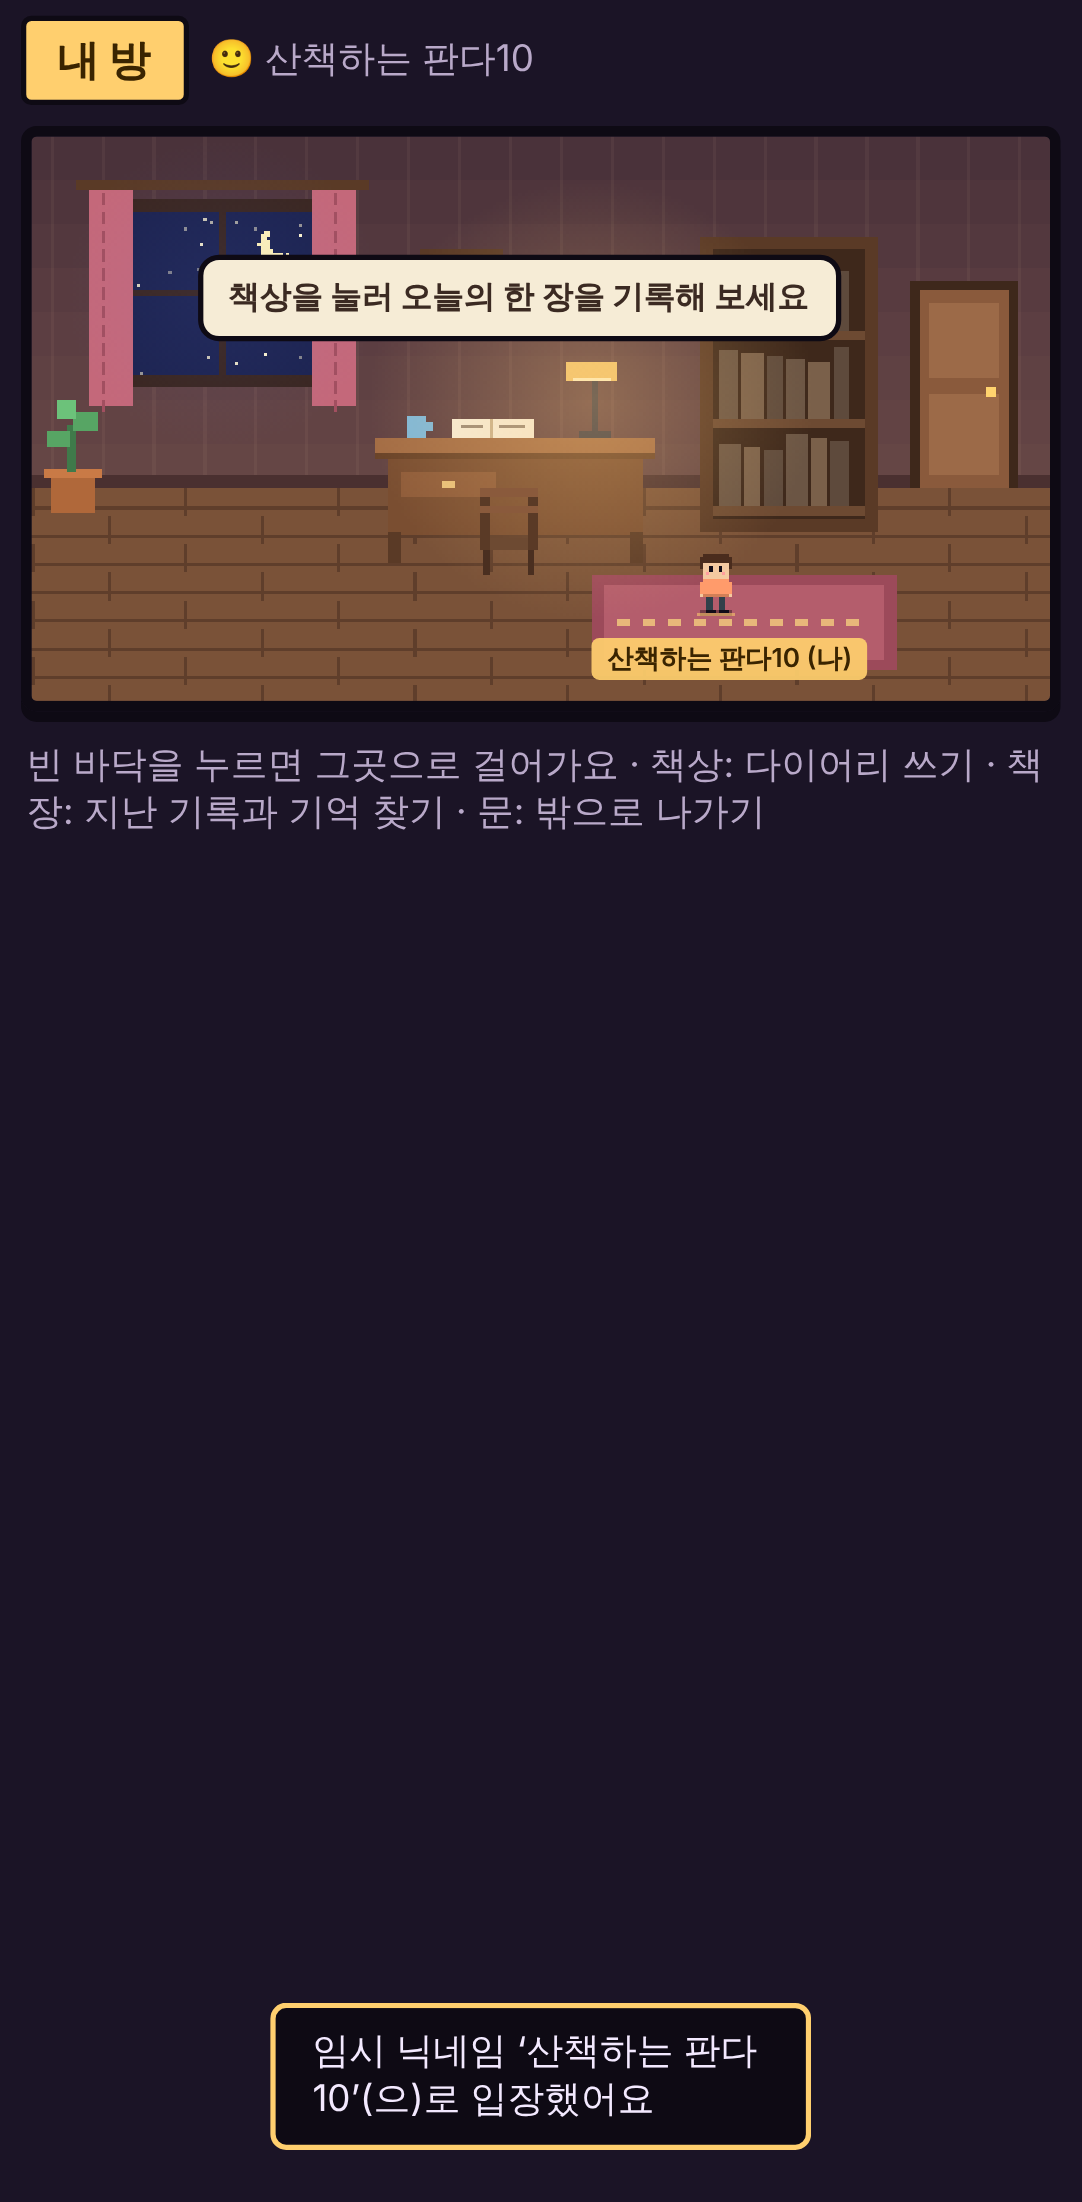 내 방
🙂 산책하는 판다10
책상을 눌러 오늘의 한 장을 기록해 보세요
산책하는 판다10 (나)
빈 바닥을 누르면 그곳으로 걸어가요 · 책상: 다이어리 쓰기 · 책
장: 지난 기록과 기억 찾기 · 문: 밖으로 나가기
임시 닉네임 ‘산책하는 판다
10’(으)로 입장했어요